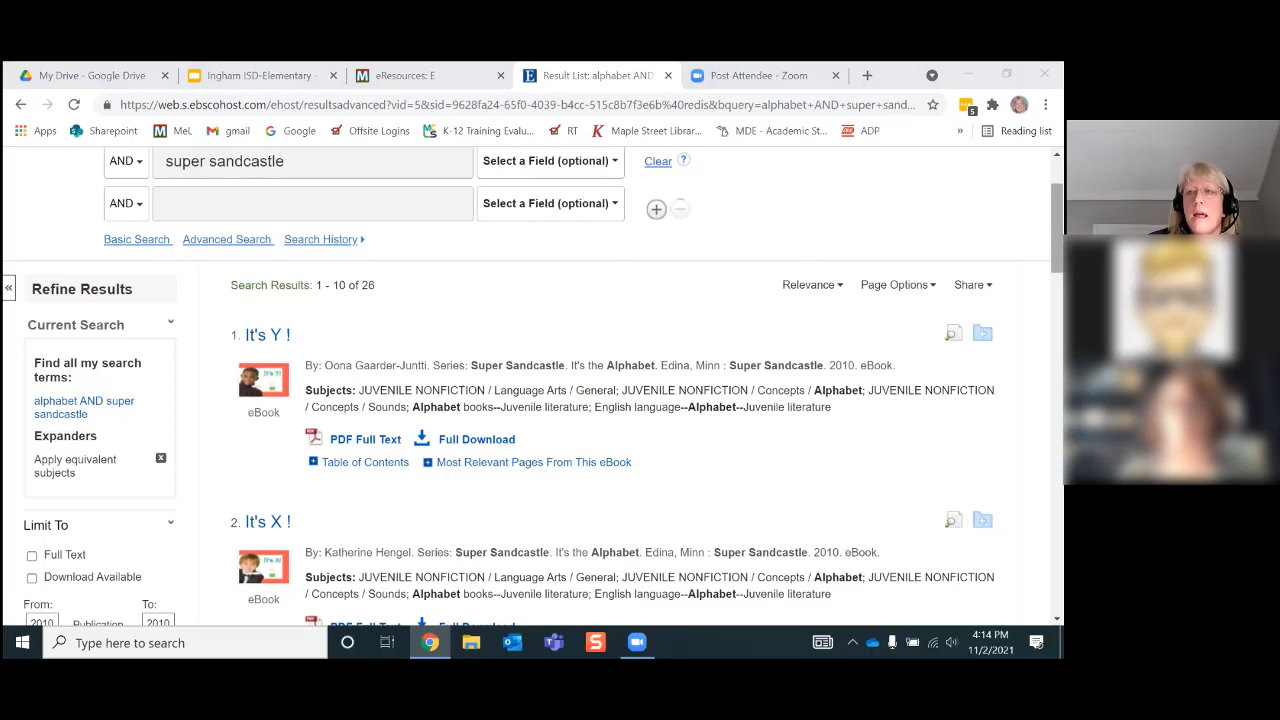 My Drive - Google Drive
Ingham ISD-Elementary -
eResources: E
Result List: alphabet AND
Post Attendee - Zoom
https://web.s.ebscohost.com/ehost/resultsadvanced?vid=5&sid=9628fa24-65f0-4039-b4cc-515c8b7f3e6b%40redis&bquery=alphabet+AND+super+sand...
5
Apps Sharepoint MeL gmail Google Offsite Logins K-12 Training Evalu... RT Maple Street Librar... MDE - Academic St... ADP » Reading list
AND super sandcastle Select a Field (optional) Clear ?
AND Select a Field (optional)
Basic Search Advanced Search Search History
Refine Results
Current Search
Find all my search
terms:
alphabet AND super
sandcastle
Expanders
Apply equivalent
subjects
Limit To
Full Text
Download Available
From: To:
2010 Publication 2010
Search Results: 1 - 10 of 26 Relevance Page Options Share
1. It's Y !
By: Oona Gaarder-Juntti. Series: Super Sandcastle. It's the Alphabet. Edina, Minn : Super Sandcastle. 2010. eBook.
Subjects: JUVENILE NONFICTION / Language Arts / General; JUVENILE NONFICTION / Concepts / Alphabet; JUVENILE NONFICTION
/ Concepts / Sounds; Alphabet books--Juvenile literature; English language--Alphabet--Juvenile literature
eBook
PDF Full Text Full Download
Table of Contents Most Relevant Pages From This eBook
2. It's X !
By: Katherine Hengel. Series: Super Sandcastle. It's the Alphabet. Edina, Minn : Super Sandcastle. 2010. eBook.
Subjects: JUVENILE NONFICTION / Language Arts / General; JUVENILE NONFICTION / Concepts / Alphabet; JUVENILE NONFICTION
/ Concepts / Sounds; Alphabet books--Juvenile literature; English language--Alphabet--Juvenile literature
eBook
PDF Full Text Full Download
Type here to search
4:14 PM
11/2/2021